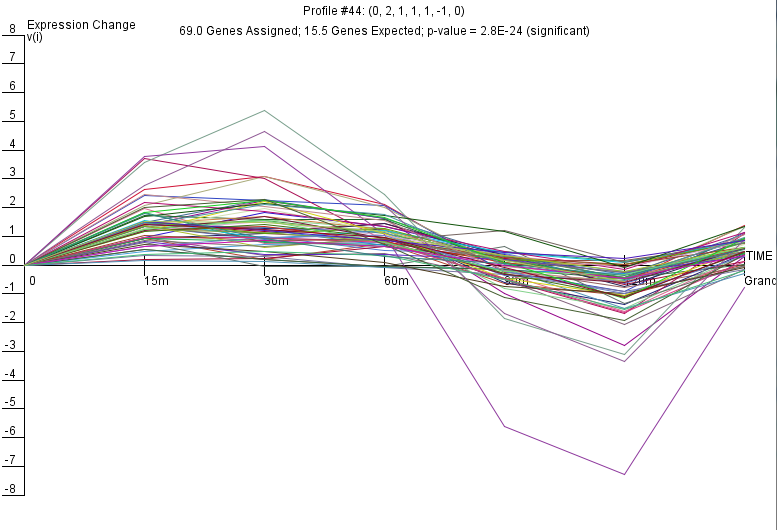 Profile #44: (0, 2, 1, 1, 1, -1, 0)
69.0 Genes Assigned; 15.5 Genes Expected; p-value = 2.8E-24 (significant)
Expression Change
v(i)
8
7
6
5
4
3
2
1
0
-1
-2
-3
-4
-5
-6
-7
-8
0 15m 30m 60m
TIME
Grand